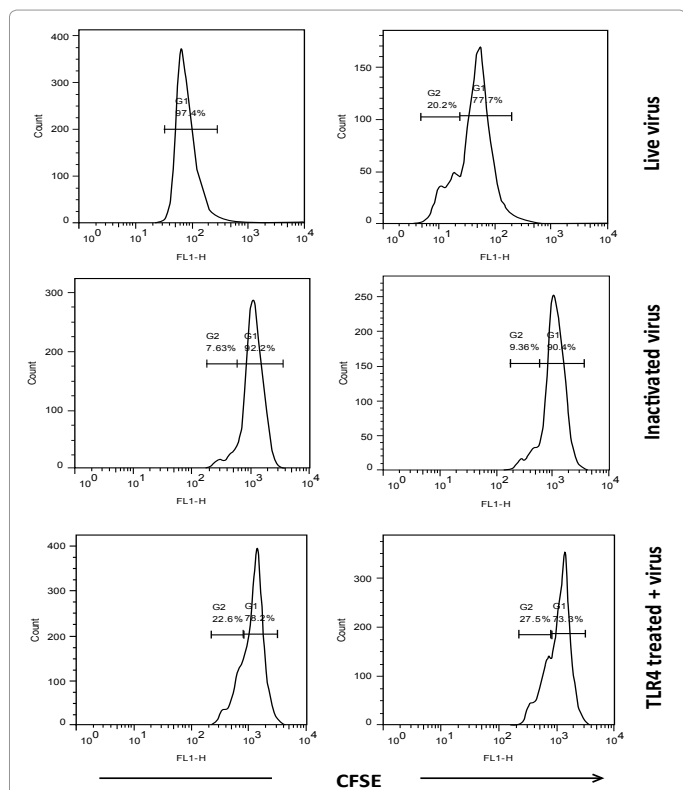 400
300
200
100
0
Count
G1
97.4%
10^0 10^1 10^2 10^3 10^4
FL1-H
150
100
50
0
Count
G2
20.2%
G1
77.7%
10^0 10^1 10^2 10^3 10^4
FL1-H
Live virus
300
200
100
0
Count
G2
7.63%
G1
92.2%
10^0 10^1 10^2 10^3 10^4
FL1-H
250
200
150
100
50
0
Count
G2
9.36%
G1
90.4%
10^0 10^1 10^2 10^3 10^4
FL1-H
Inactivated virus
400
300
200
100
0
Count
G2
22.6%
G1
78.2%
10^0 10^1 10^2 10^3 10^4
FL1-H
300
200
100
0
Count
G2
27.5%
G1
73.3%
10^0 10^1 10^2 10^3 10^4
FL1-H
TLR4 treated + virus
CFSE